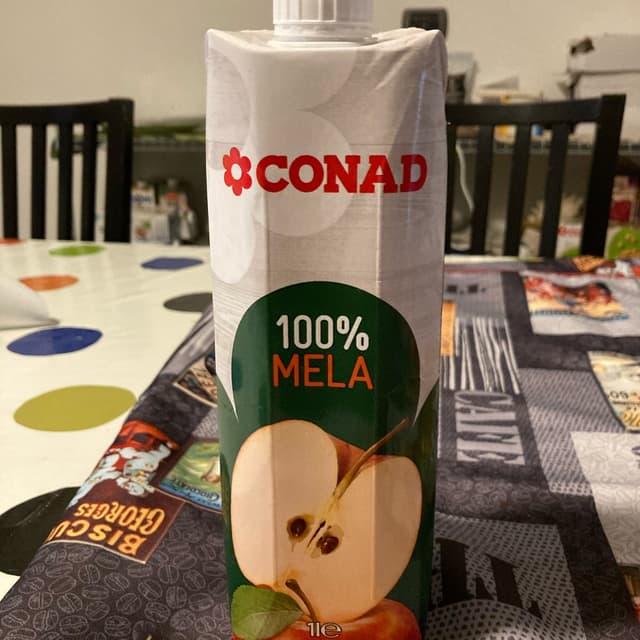 CONAD
100%
MELA
1l℮
BISCUI
GEORGES
CAFE